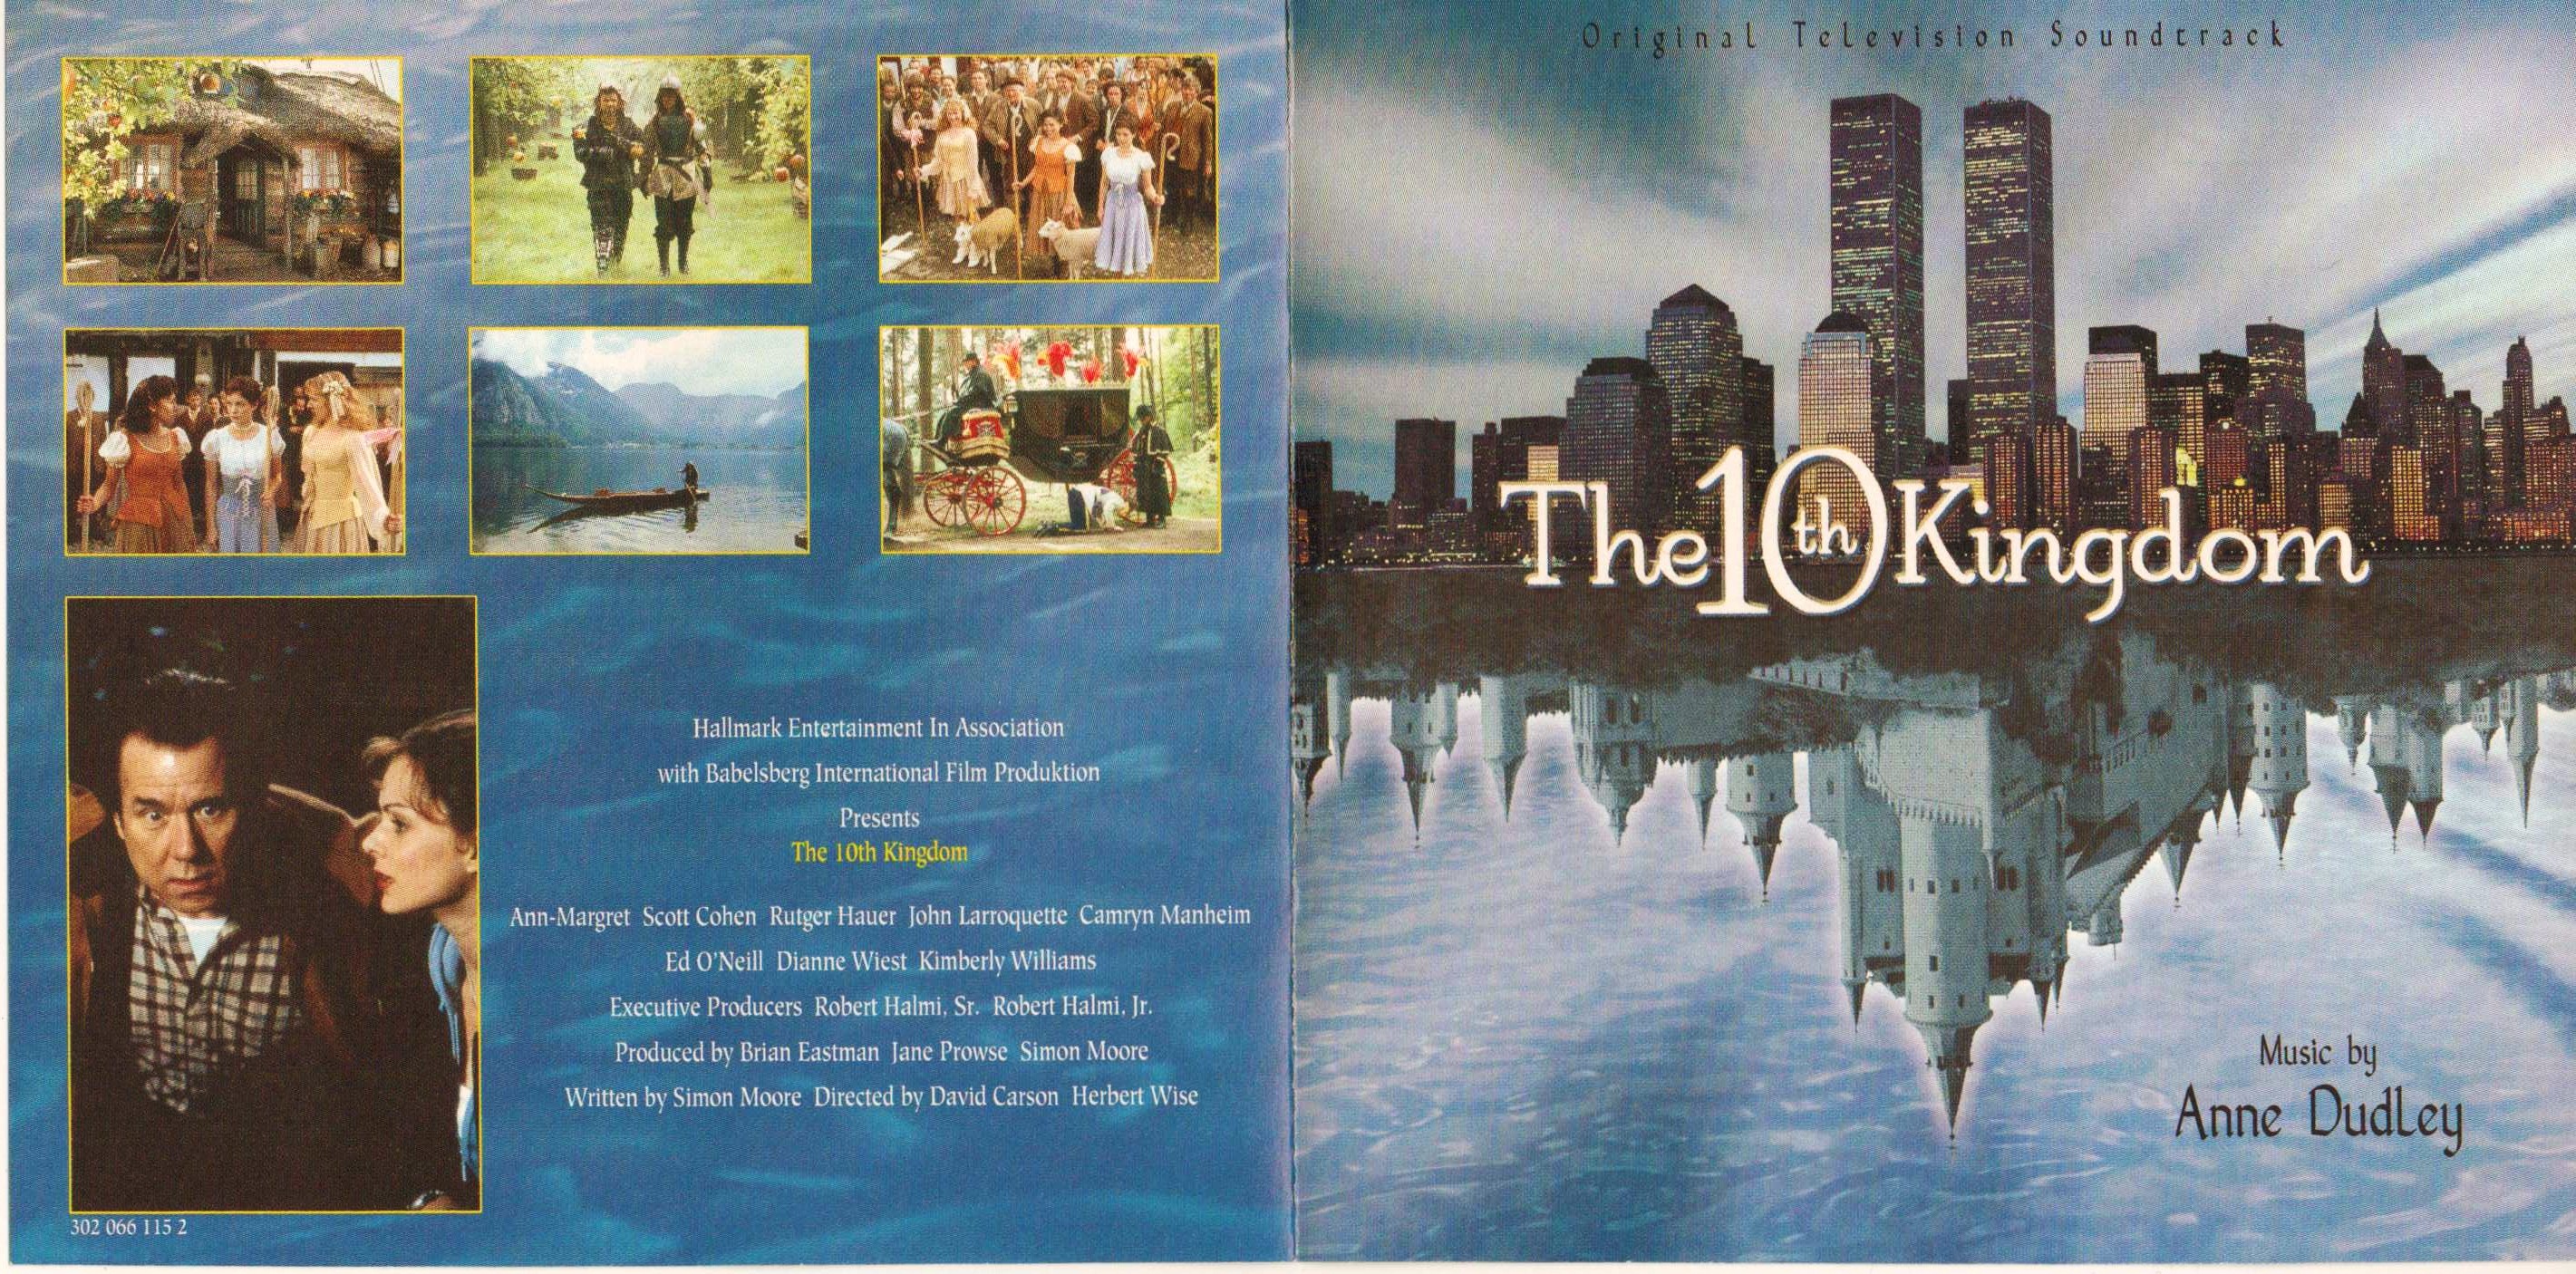 Hallmark Entertainment In Association
with Babelsberg International Film Produktion
Presents
The 10th Kingdom
Ann-Margret Scott Cohen Rutger Hauer John Larroquette Camryn Manheim
Ed O'Neill Dianne Wiest Kimberly Williams
Executive Producers Robert Halmi, Sr. Robert Halmi, Jr.
Produced by Brian Eastman Jane Prowse Simon Moore
Written by Simon Moore Directed by David Carson Herbert Wise
302 066 115 2
Original Television Soundtrack
The 10th Kingdom
Music by
Anne Dudley